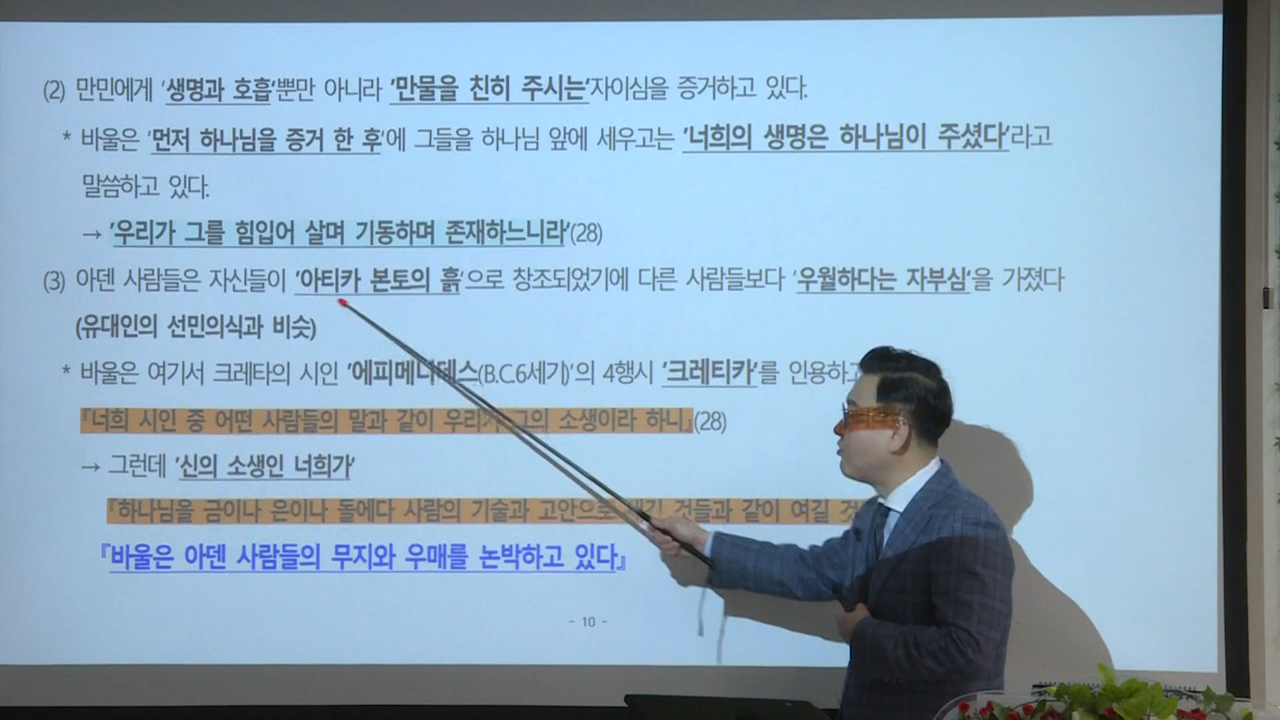 (2) 만민에게 '생명과 호흡'뿐만 아니라 '만물을 친히 주시는'자이심을 증거하고 있다.
* 바울은 '먼저 하나님을 증거 한 후'에 그들을 하나님 앞에 세우고는 '너희의 생명은 하나님이 주셨다'라고
말씀하고 있다.
→ '우리가 그를 힘입어 살며 기동하며 존재하느니라'(28)
(3) 아덴 사람들은 자신들이 '아티카 본토의 흙'으로 창조되었기에 다른 사람들보다 '우월하다는 자부심'을 가졌다
(유대인의 선민의식과 비슷)
* 바울은 여기서 크레타의 시인 '에피메니데스(B.C.6세기)'의 4행시 '크레티카'를 인용하고
『너희 시인 중 어떤 사람들의 말과 같이 우리가 그의 소생이라 하니』(28)
→ 그런데 '신의 소생인 너희가'
『하나님을 금이나 은이나 돌에다 사람의 기술과 고안으로 새긴 것들과 같이 여길
『바울은 아덴 사람들의 무지와 우매를 논박하고 있다』
- 10 -